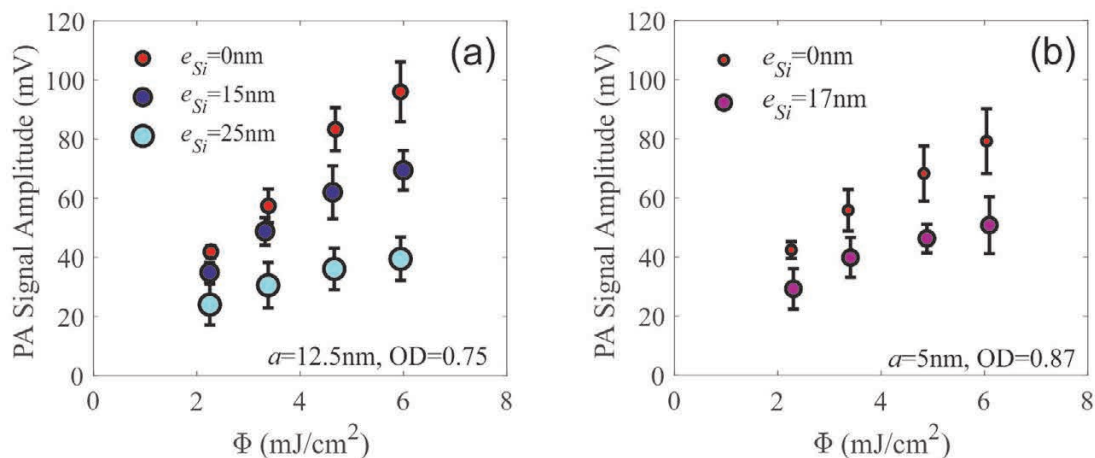 (a)
PA Signal Amplitude (mV)
120
100
80
60
40
20
0
e_Si=0nm
e_Si=15nm
e_Si=25nm
a=12.5nm, OD=0.75
0 2 4 6 8
Φ (mJ/cm²)
(b)
PA Signal Amplitude (mV)
120
100
80
60
40
20
0
e_Si=0nm
e_Si=17nm
a=5nm, OD=0.87
0 2 4 6 8
Φ (mJ/cm²)